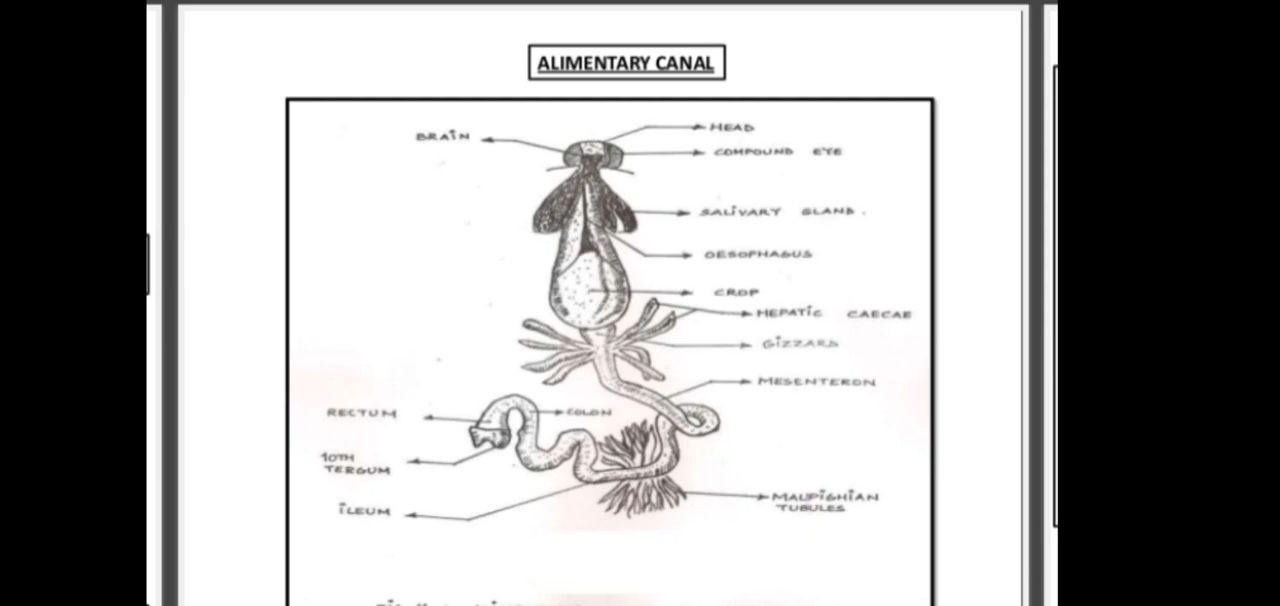 ALIMENTARY CANAL
BRAIN
HEAD
COMPOUND EYE
SALIVARY GLAND.
OESOPHAGUS
CROP
HEPATIC CAECAE
GIZZARD
MESENTERON
RECTUM
COLON
10TH
TERGUM
ILEUM
MALPIGHIAN
TUBULES